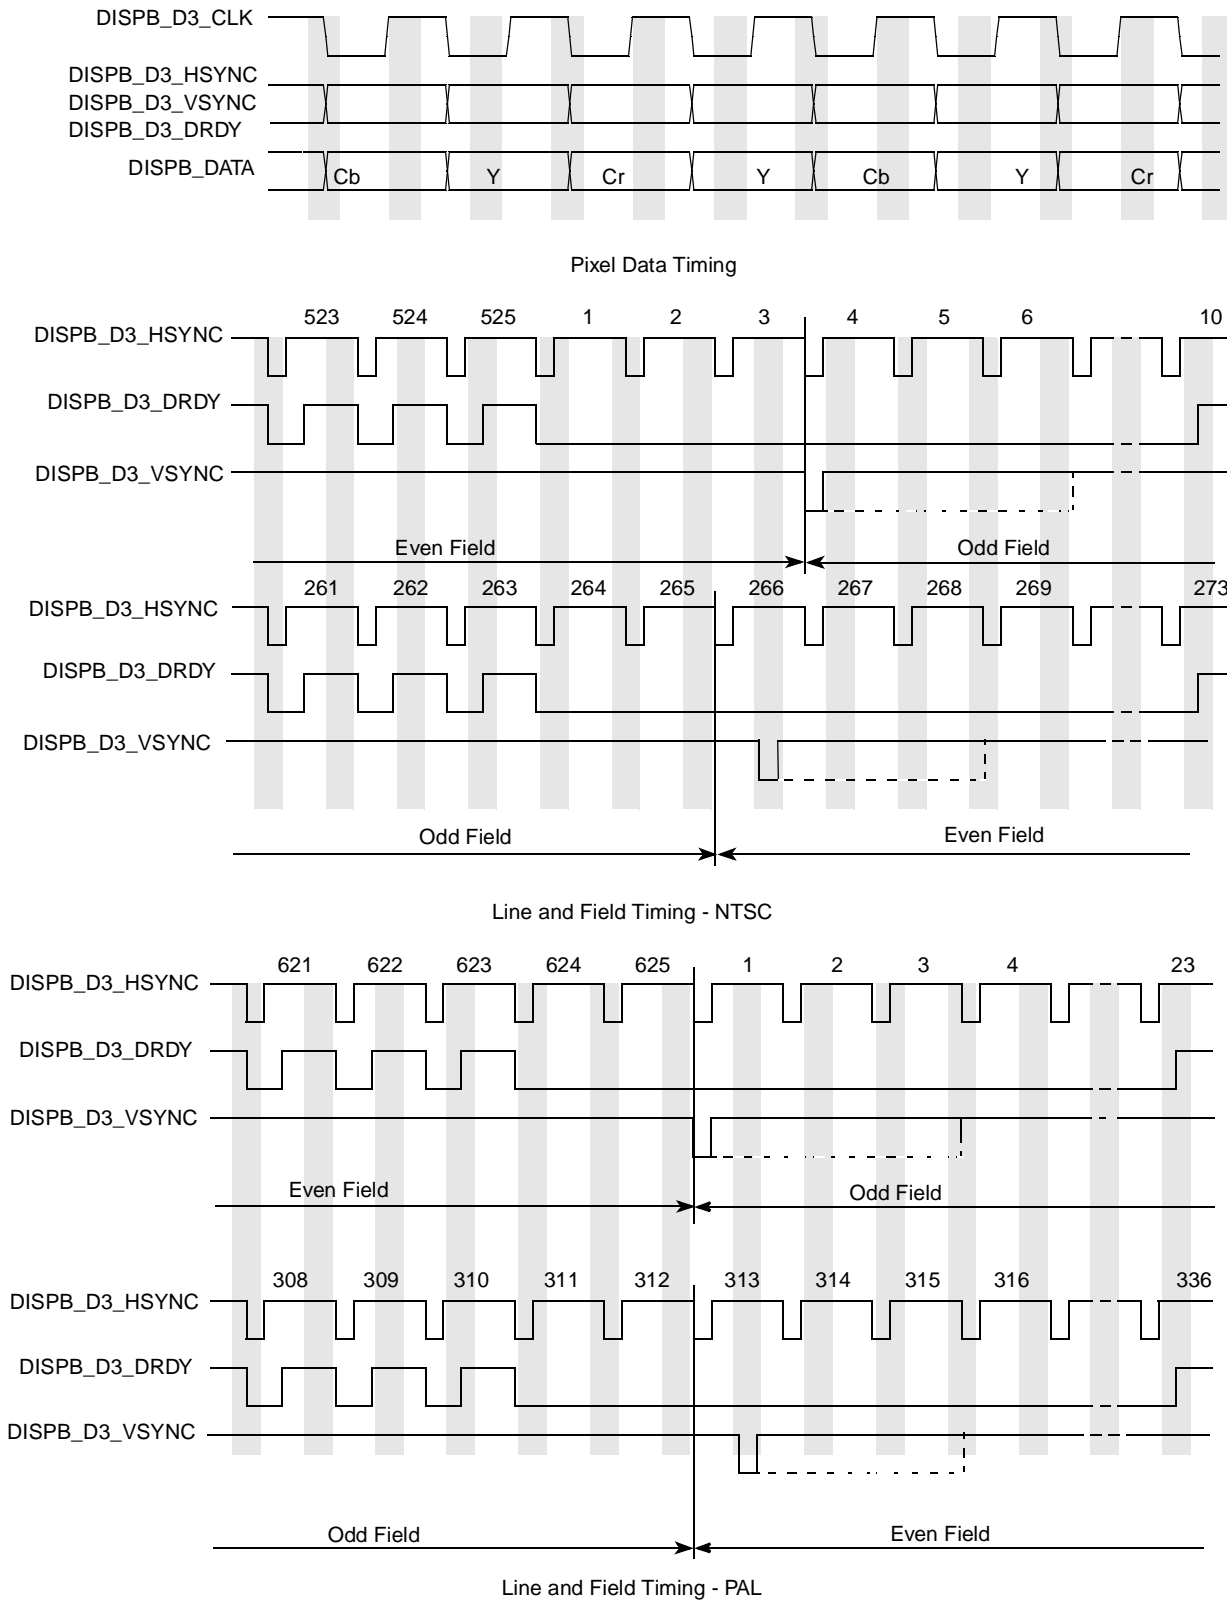 DISPB_D3_CLK
DISPB_D3_HSYNC
DISPB_D3_VSYNC
DISPB_D3_DRDY
DISPB_DATA Cb Y Cr Y Cb Y Cr
Pixel Data Timing
523 524 525 1 2 3 4 5 6 10
DISPB_D3_HSYNC
DISPB_D3_DRDY
DISPB_D3_VSYNC
Even Field Odd Field
261 262 263 264 265 266 267 268 269 273
DISPB_D3_HSYNC
DISPB_D3_DRDY
DISPB_D3_VSYNC
Odd Field Even Field
Line and Field Timing - NTSC
621 622 623 624 625 1 2 3 4 23
DISPB_D3_HSYNC
DISPB_D3_DRDY
DISPB_D3_VSYNC
Even Field Odd Field
308 309 310 311 312 313 314 315 316 336
DISPB_D3_HSYNC
DISPB_D3_DRDY
DISPB_D3_VSYNC
Odd Field Even Field
Line and Field Timing - PAL